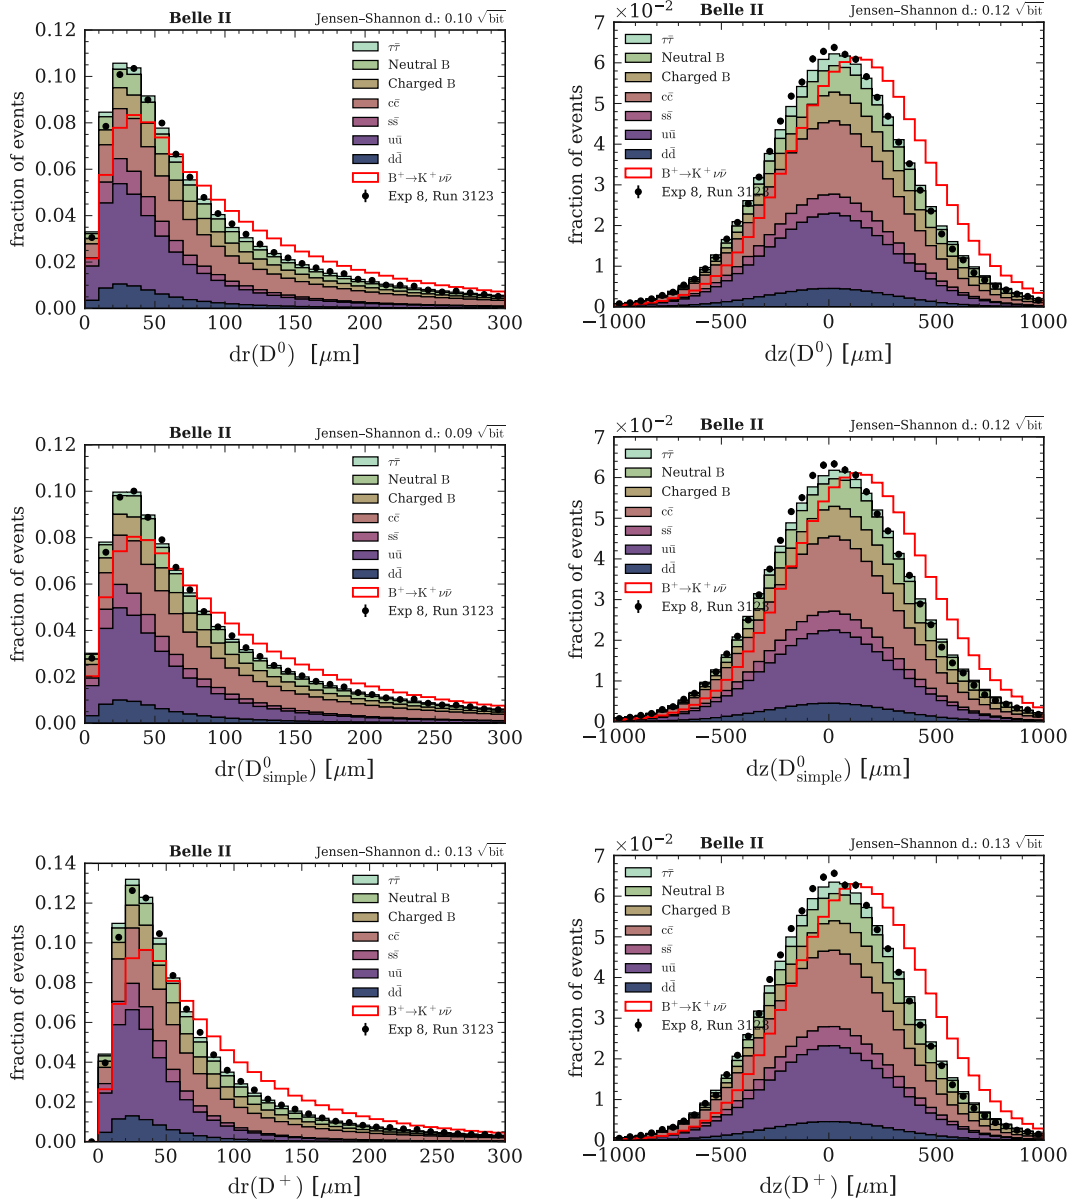 Belle II Jensen–Shannon d.: 0.10 √bit
fraction of events
0.12
0.10
0.08
0.06
0.04
0.02
0.00
ττ̄
Neutral B
Charged B
cc̄
ss̄
uū
dd̄
B⁺→K⁺νν̄
Exp 8, Run 3123
0 50 100 150 200 250 300
dr(D⁰) [μm]
×10⁻² Belle II Jensen–Shannon d.: 0.12 √bit
fraction of events
7
6
5
4
3
2
1
0
ττ̄
Neutral B
Charged B
cc̄
ss̄
uū
dd̄
B⁺→K⁺νν̄
Exp 8, Run 3123
−1000 −500 0 500 1000
dz(D⁰) [μm]
Belle II Jensen–Shannon d.: 0.09 √bit
fraction of events
0.12
0.10
0.08
0.06
0.04
0.02
0.00
ττ̄
Neutral B
Charged B
cc̄
ss̄
uū
dd̄
B⁺→K⁺νν̄
Exp 8, Run 3123
0 50 100 150 200 250 300
dr(D⁰simple) [μm]
×10⁻² Belle II Jensen–Shannon d.: 0.12 √bit
fraction of events
7
6
5
4
3
2
1
0
ττ̄
Neutral B
Charged B
cc̄
ss̄
uū
dd̄
B⁺→K⁺νν̄
Exp 8, Run 3123
−1000 −500 0 500 1000
dz(D⁰simple) [μm]
Belle II Jensen–Shannon d.: 0.13 √bit
fraction of events
0.14
0.12
0.10
0.08
0.06
0.04
0.02
0.00
ττ̄
Neutral B
Charged B
cc̄
ss̄
uū
dd̄
B⁺→K⁺νν̄
Exp 8, Run 3123
0 50 100 150 200 250 300
dr(D⁺) [μm]
×10⁻² Belle II Jensen–Shannon d.: 0.13 √bit
fraction of events
7
6
5
4
3
2
1
0
ττ̄
Neutral B
Charged B
cc̄
ss̄
uū
dd̄
B⁺→K⁺νν̄
Exp 8, Run 3123
−1000 −500 0 500 1000
dz(D⁺) [μm]